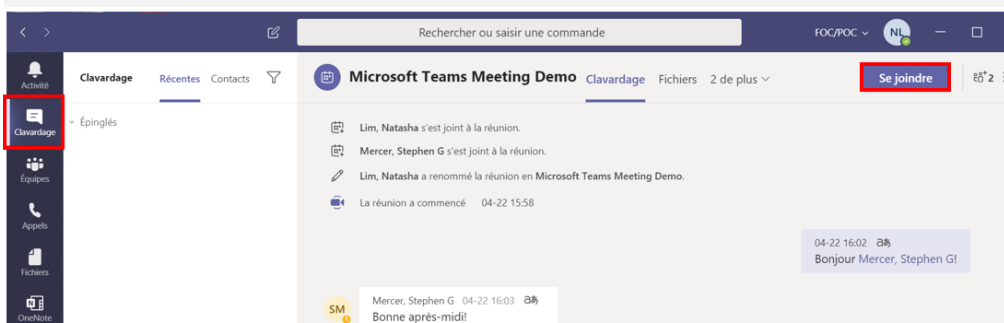 Rechercher ou saisir une commande
FOC/POC
NL
Activité
Clavardage
Récentes
Contacts
Microsoft Teams Meeting Demo
Clavardage
Fichiers
2 de plus
Se joindre
2
Clavardage
Épinglés
Équipes
Appels
Fichiers
OneNote
Lim, Natasha s'est joint à la réunion.
Mercer, Stephen G s'est joint à la réunion.
Lim, Natasha a renommé la réunion en Microsoft Teams Meeting Demo.
La réunion a commencé 04-22 15:58
04-22 16:02 aあ
Bonjour Mercer, Stephen G!
SM
Mercer, Stephen G 04-22 16:03 aあ
Bonne après-midi!